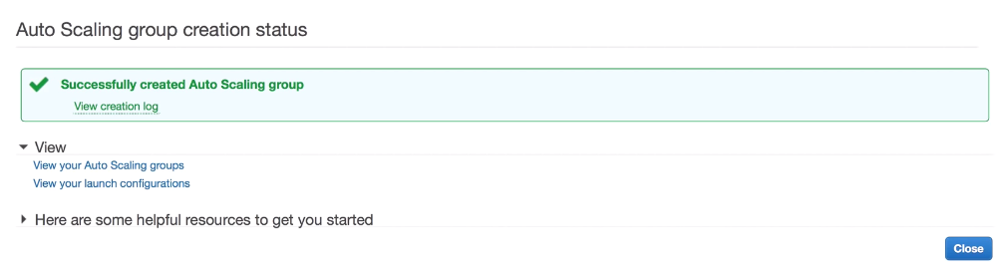 Auto Scaling group creation status
Successfully created Auto Scaling group
View creation log
View
View your Auto Scaling groups
View your launch configurations
Here are some helpful resources to get you started
Close